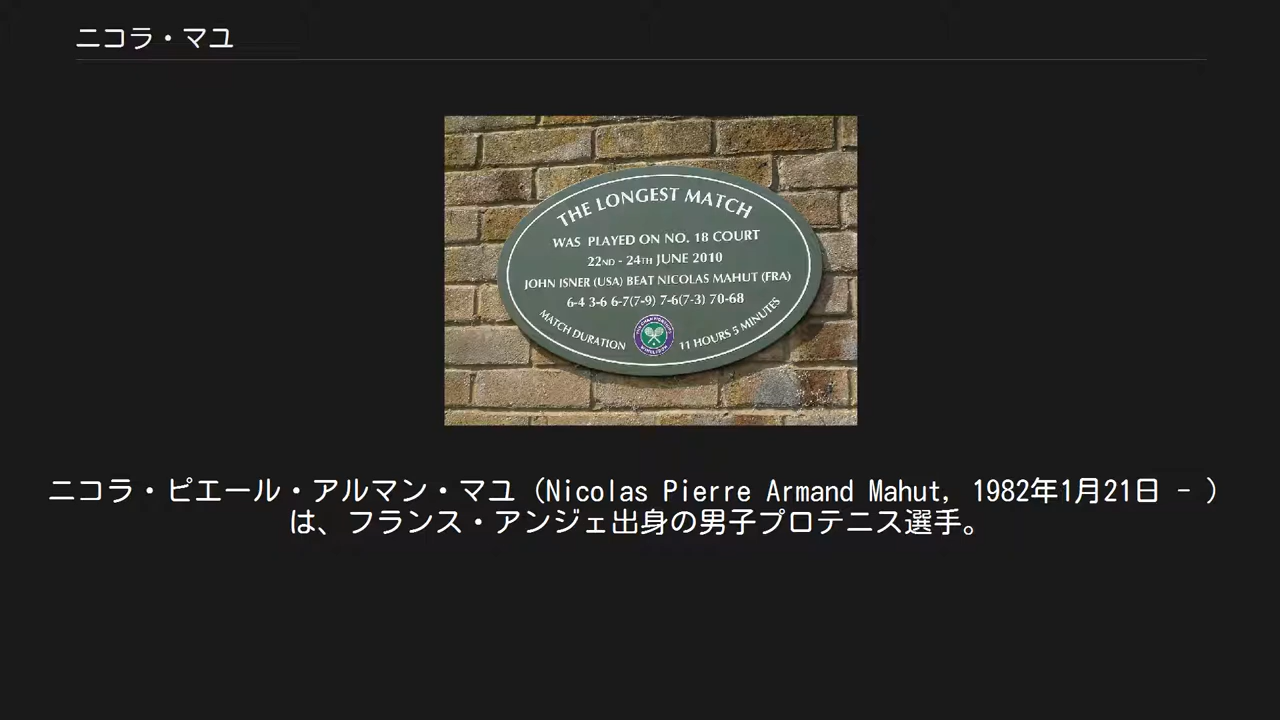 ニコラ・マユ
THE LONGEST MATCH
WAS PLAYED ON NO. 18 COURT
22ND - 24TH JUNE 2010
JOHN ISNER (USA) BEAT NICOLAS MAHUT (FRA)
6-4 3-6 6-7(7-9) 7-6(7-3) 70-68
MATCH DURATION 11 HOURS 5 MINUTES
ニコラ・ピエール・アルマン・マユ（Nicolas Pierre Armand Mahut, 1982年1月21日 - ）
は、フランス・アンジェ出身の男子プロテニス選手。